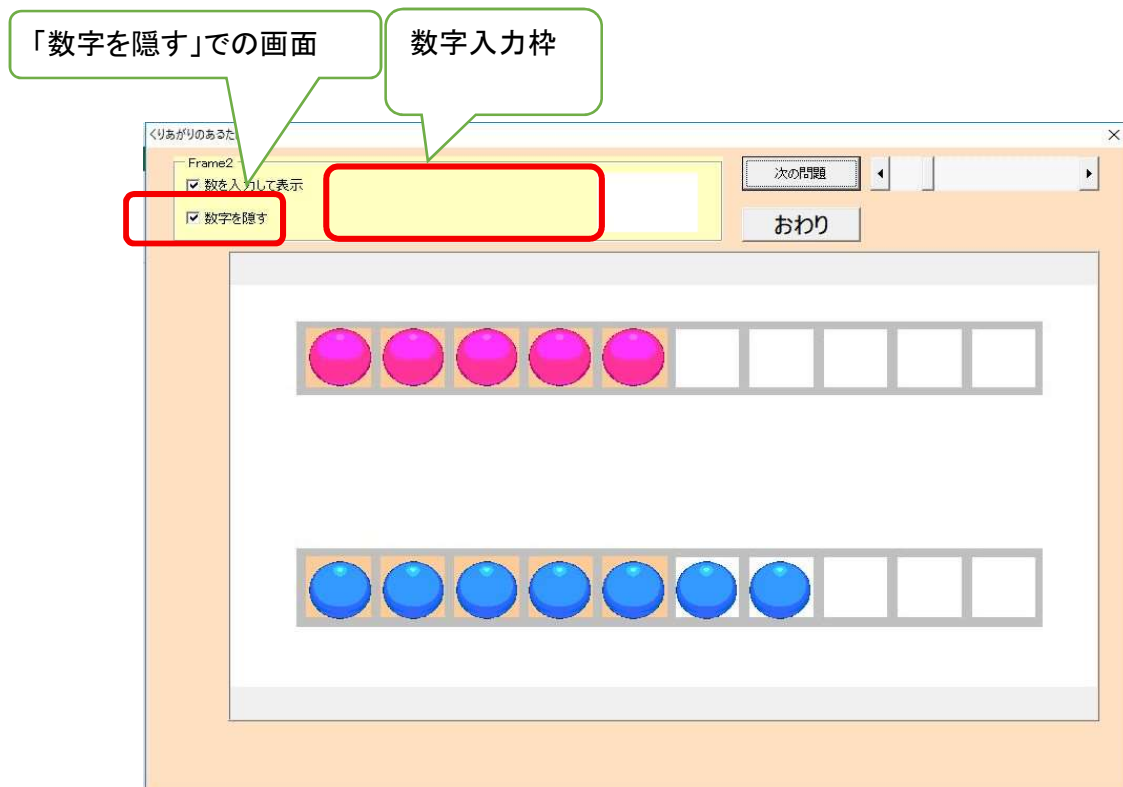 「数字を隠す」での画面
数字入力枠
くりあがりのあるた
Frame2
数を入力して表示
数字を隠す
次の問題
おわり